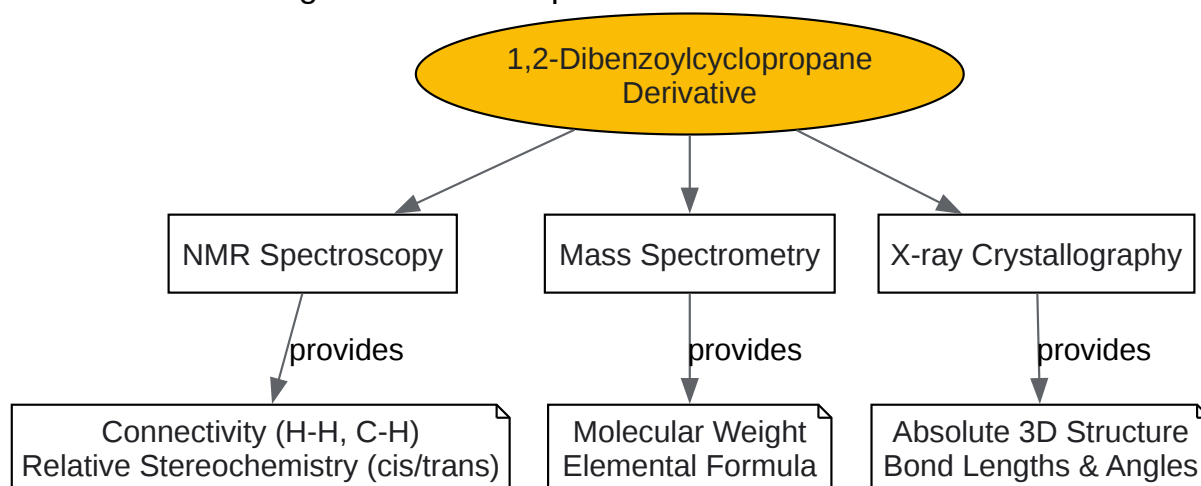 1,2-Dibenzoylcyclopropane
Derivative
NMR Spectroscopy
Mass Spectrometry
X-ray Crystallography
provides
provides
provides
Connectivity (H-H, C-H)
Relative Stereochemistry (cis/trans)
Molecular Weight
Elemental Formula
Absolute 3D Structure
Bond Lengths & Angles